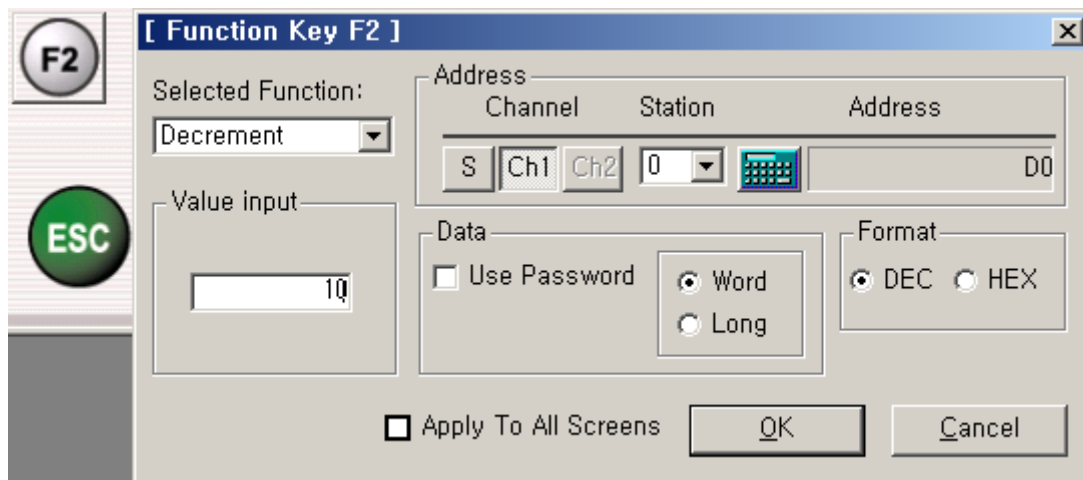 F2
[ Function Key F2 ]
Selected Function:
Decrement
Address
Channel Station Address
S Ch1 Ch2 0 D0
Value input
10
ESC
Data
Use Password
Word
Long
Format
DEC HEX
Apply To All Screens
OK
Cancel